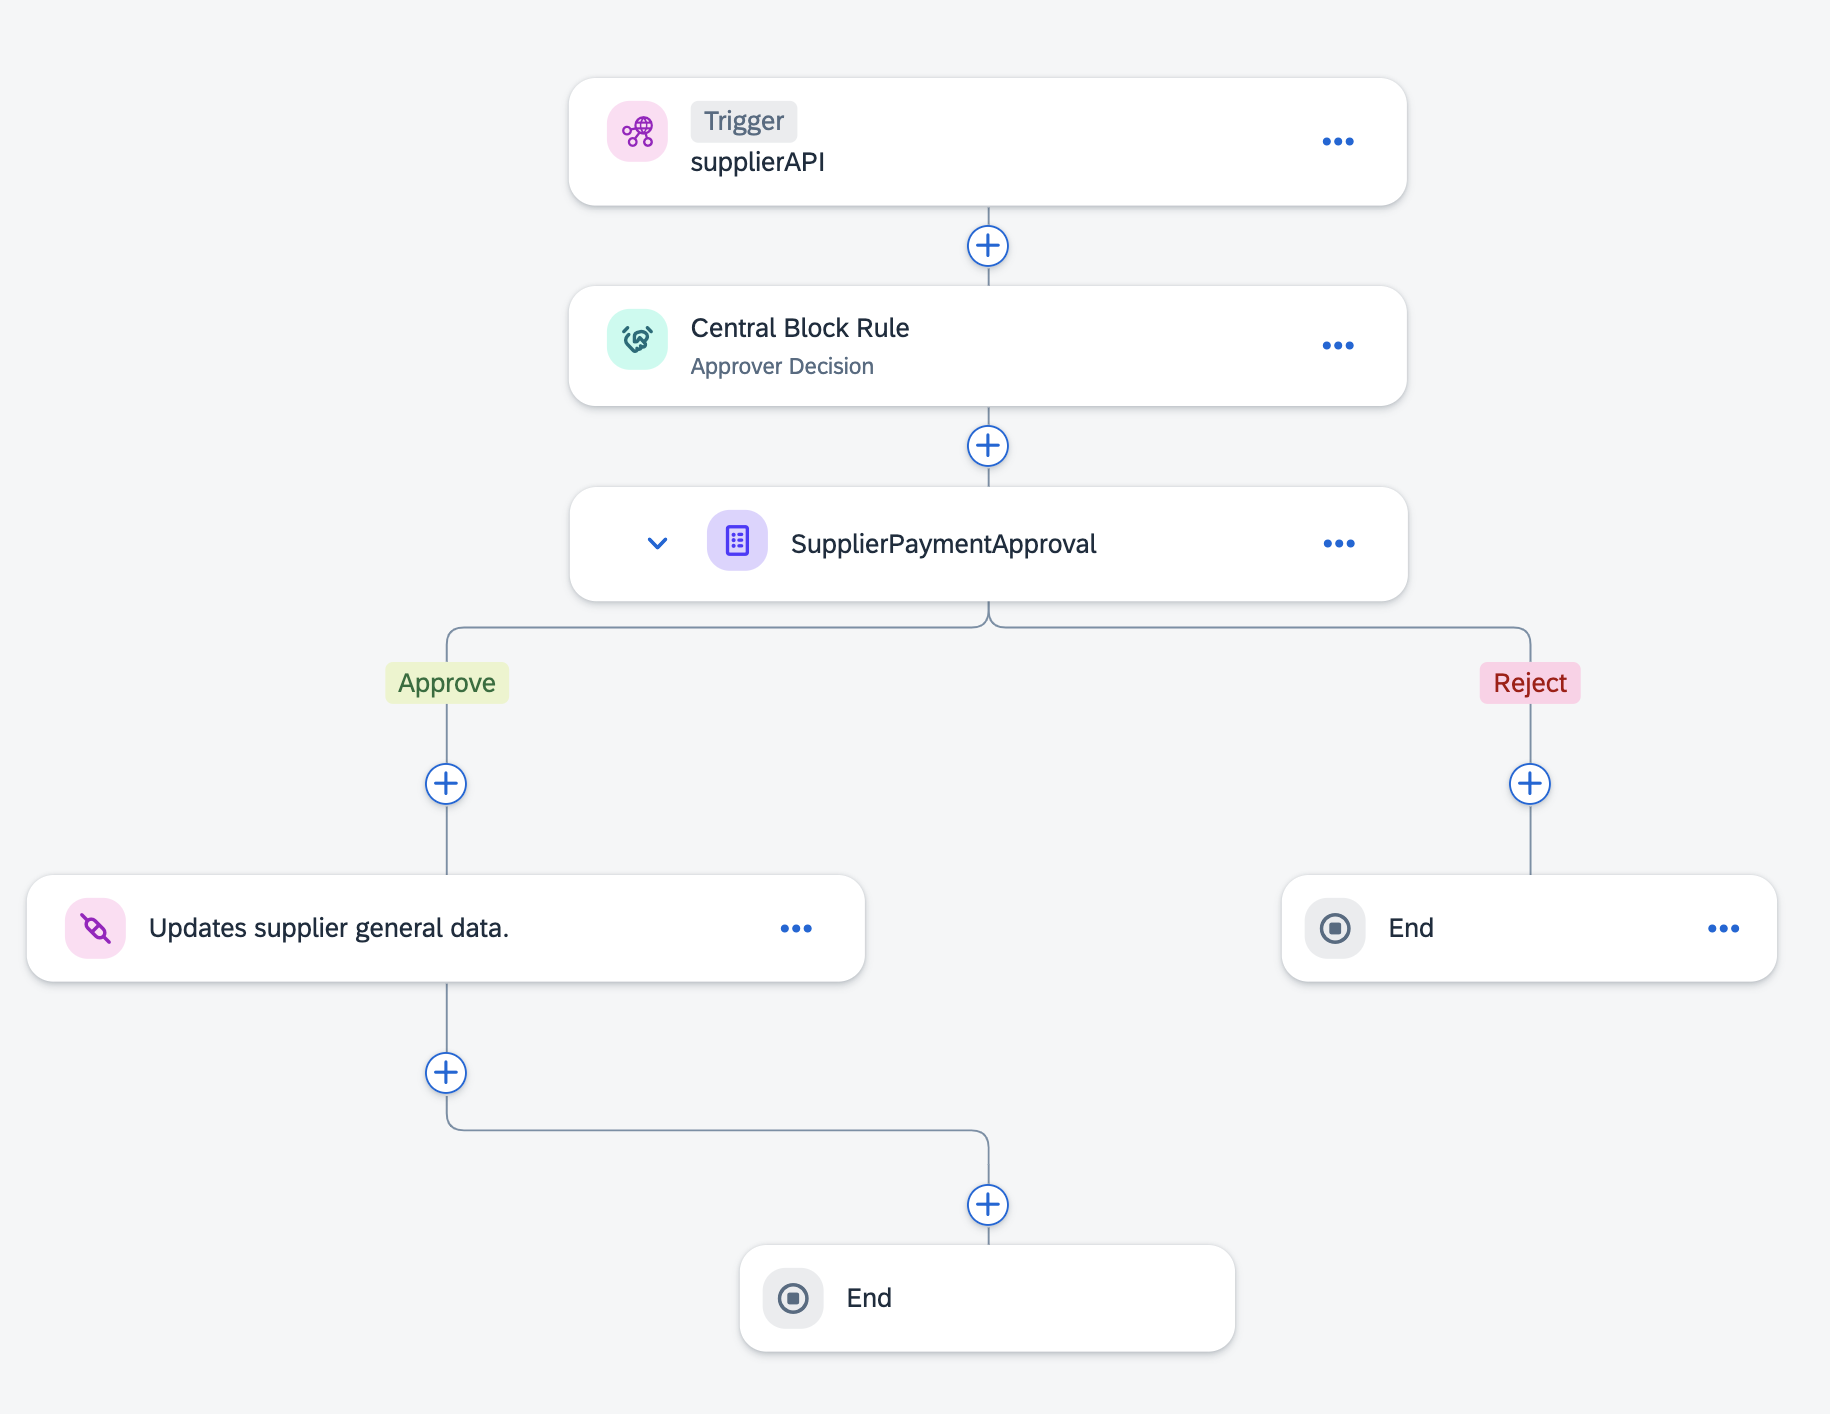 Trigger
supplierAPI
Central Block Rule
Approver Decision
SupplierPaymentApproval
Approve
Reject
Updates supplier general data.
End
End